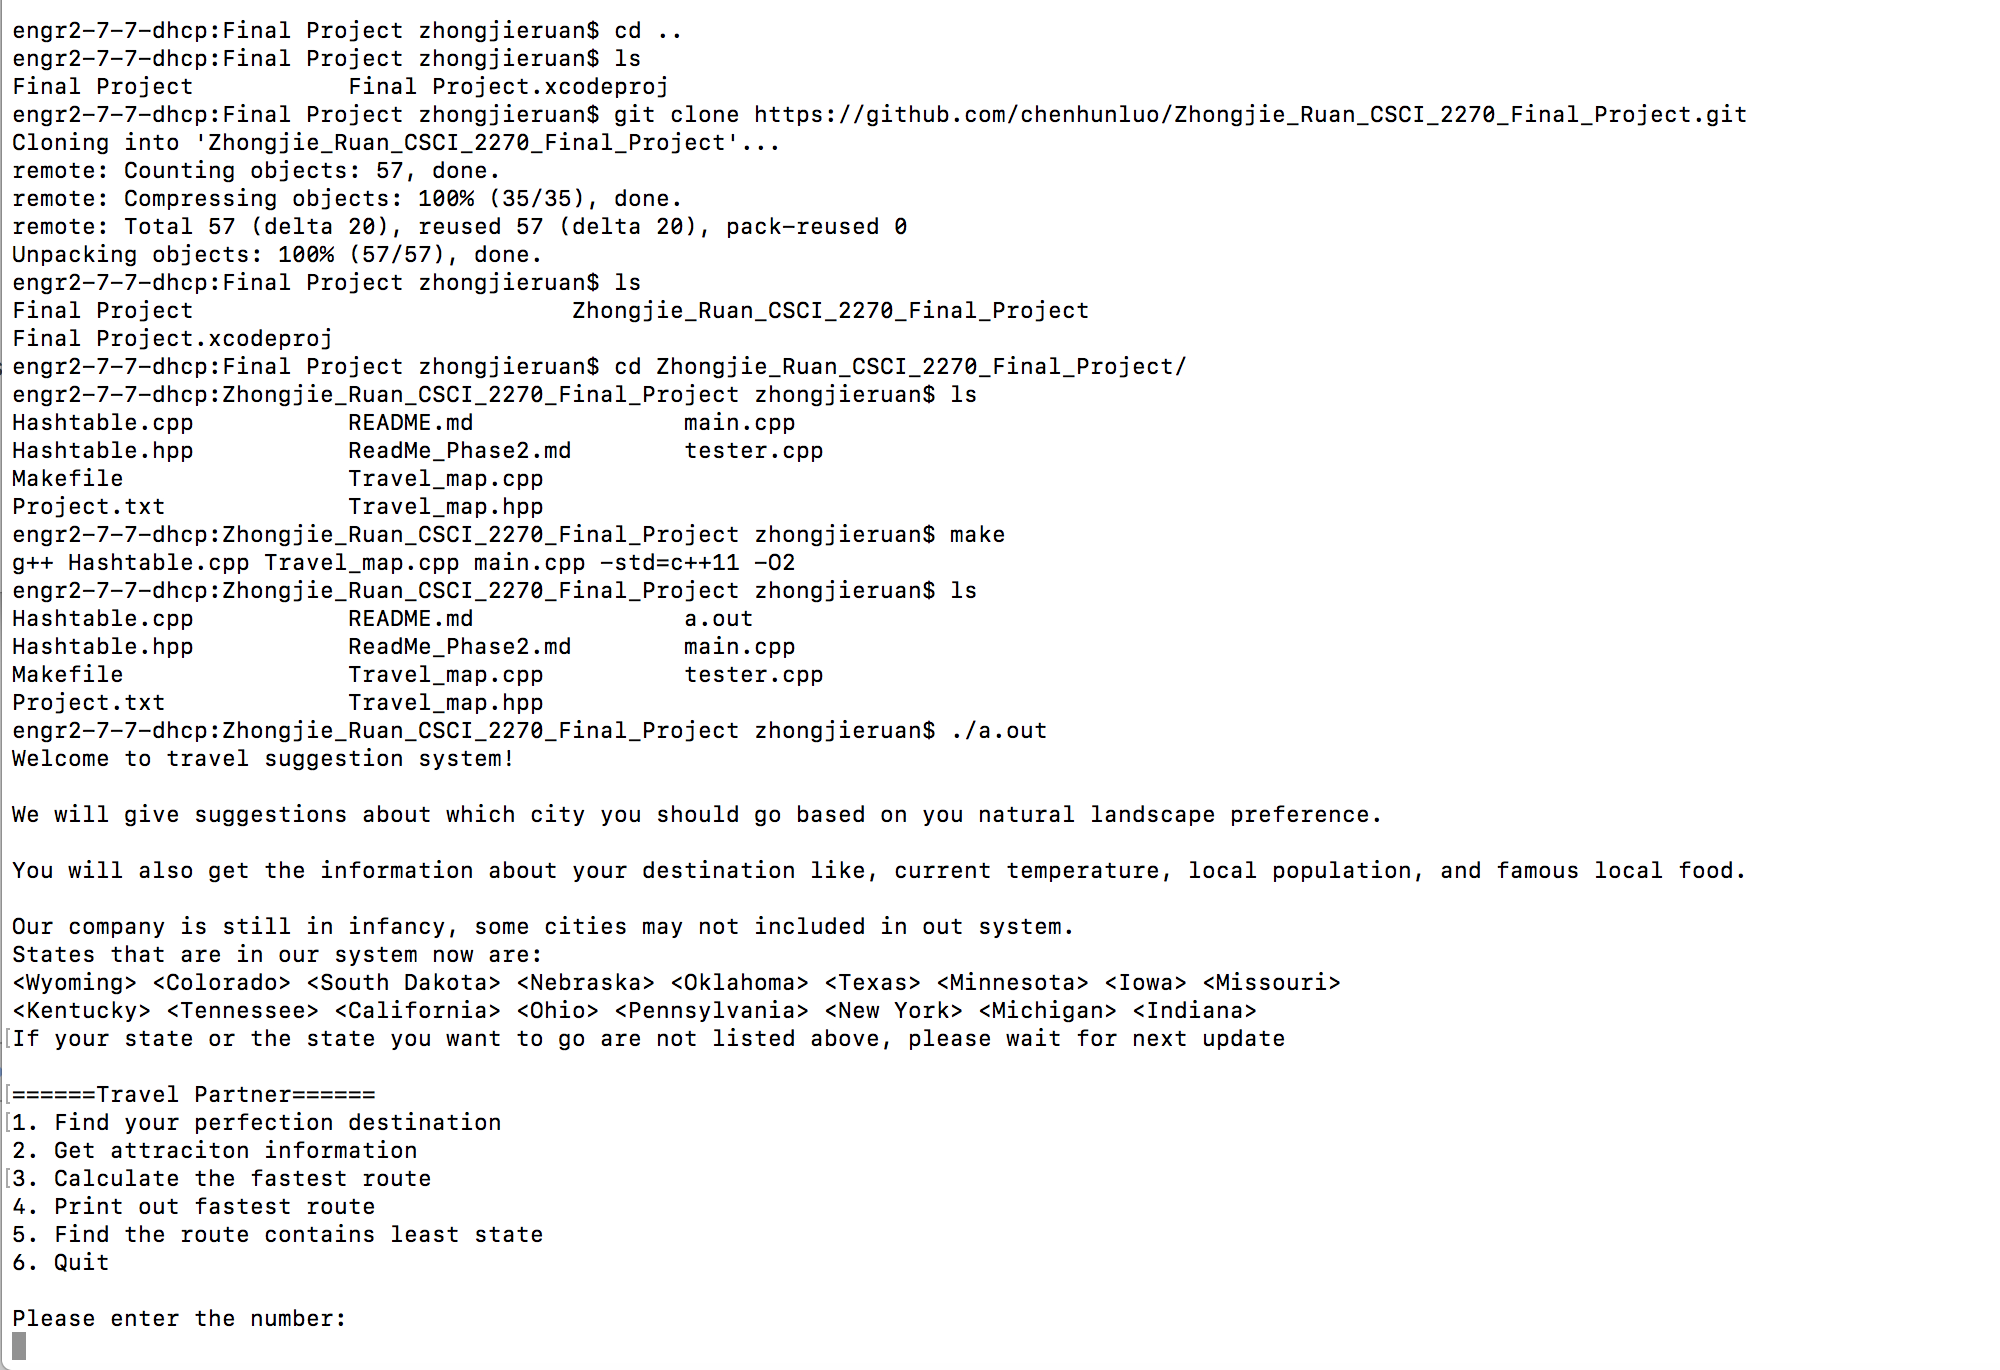 engr2-7-7-dhcp:Final Project zhongjieruan$ cd ..
engr2-7-7-dhcp:Final Project zhongjieruan$ ls
Final Project           Final Project.xcodeproj
engr2-7-7-dhcp:Final Project zhongjieruan$ git clone https://github.com/chenhunluo/Zhongjie_Ruan_CSCI_2270_Final_Project.git
Cloning into 'Zhongjie_Ruan_CSCI_2270_Final_Project'...
remote: Counting objects: 57, done.
remote: Compressing objects: 100% (35/35), done.
remote: Total 57 (delta 20), reused 57 (delta 20), pack-reused 0
Unpacking objects: 100% (57/57), done.
engr2-7-7-dhcp:Final Project zhongjieruan$ ls
Final Project                           Zhongjie_Ruan_CSCI_2270_Final_Project
Final Project.xcodeproj
engr2-7-7-dhcp:Final Project zhongjieruan$ cd Zhongjie_Ruan_CSCI_2270_Final_Project/
engr2-7-7-dhcp:Zhongjie_Ruan_CSCI_2270_Final_Project zhongjieruan$ ls
Hashtable.cpp           README.md               main.cpp
Hashtable.hpp           ReadMe_Phase2.md        tester.cpp
Makefile                Travel_map.cpp
Project.txt             Travel_map.hpp
engr2-7-7-dhcp:Zhongjie_Ruan_CSCI_2270_Final_Project zhongjieruan$ make
g++ Hashtable.cpp Travel_map.cpp main.cpp -std=c++11 -O2
engr2-7-7-dhcp:Zhongjie_Ruan_CSCI_2270_Final_Project zhongjieruan$ ls
Hashtable.cpp           README.md               a.out
Hashtable.hpp           ReadMe_Phase2.md        main.cpp
Makefile                Travel_map.cpp          tester.cpp
Project.txt             Travel_map.hpp
engr2-7-7-dhcp:Zhongjie_Ruan_CSCI_2270_Final_Project zhongjieruan$ ./a.out
Welcome to travel suggestion system!

We will give suggestions about which city you should go based on you natural landscape preference.

You will also get the information about your destination like, current temperature, local population, and famous local food.

Our company is still in infancy, some cities may not included in out system.
States that are in our system now are:
<Wyoming> <Colorado> <South Dakota> <Nebraska> <Oklahoma> <Texas> <Minnesota> <Iowa> <Missouri>
<Kentucky> <Tennessee> <California> <Ohio> <Pennsylvania> <New York> <Michigan> <Indiana>
If your state or the state you want to go are not listed above, please wait for next update

======Travel Partner======
1. Find your perfection destination
2. Get attraciton information
3. Calculate the fastest route
4. Print out fastest route
5. Find the route contains least state
6. Quit

Please enter the number: